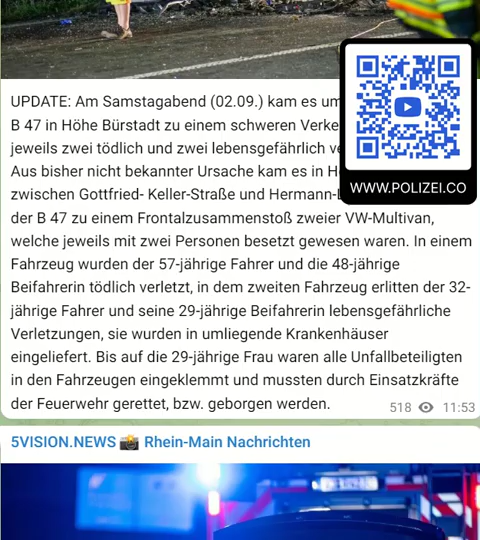 UPDATE: Am Samstagabend (02.09.) kam es um
B 47 in Höhe Bürstadt zu einem schweren Verke
jeweils zwei tödlich und zwei lebensgefährlich ve
Aus bisher nicht bekannter Ursache kam es in H
zwischen Gottfried- Keller-Straße und Hermann-
der B 47 zu einem Frontalzusammenstoß zweier VW-Multivan,
welche jeweils mit zwei Personen besetzt gewesen waren. In einem
Fahrzeug wurden der 57-jährige Fahrer und die 48-jährige
Beifahrerin tödlich verletzt, in dem zweiten Fahrzeug erlitten der 32-
jährige Fahrer und seine 29-jährige Beifahrerin lebensgefährliche
Verletzungen, sie wurden in umliegende Krankenhäuser
eingeliefert. Bis auf die 29-jährige Frau waren alle Unfallbeteiligten
in den Fahrzeugen eingeklemmt und mussten durch Einsatzkräfte
der Feuerwehr gerettet, bzw. geborgen werden.
518 11:53
WWW.POLIZEI.CO
5VISION.NEWS 📸 Rhein-Main Nachrichten